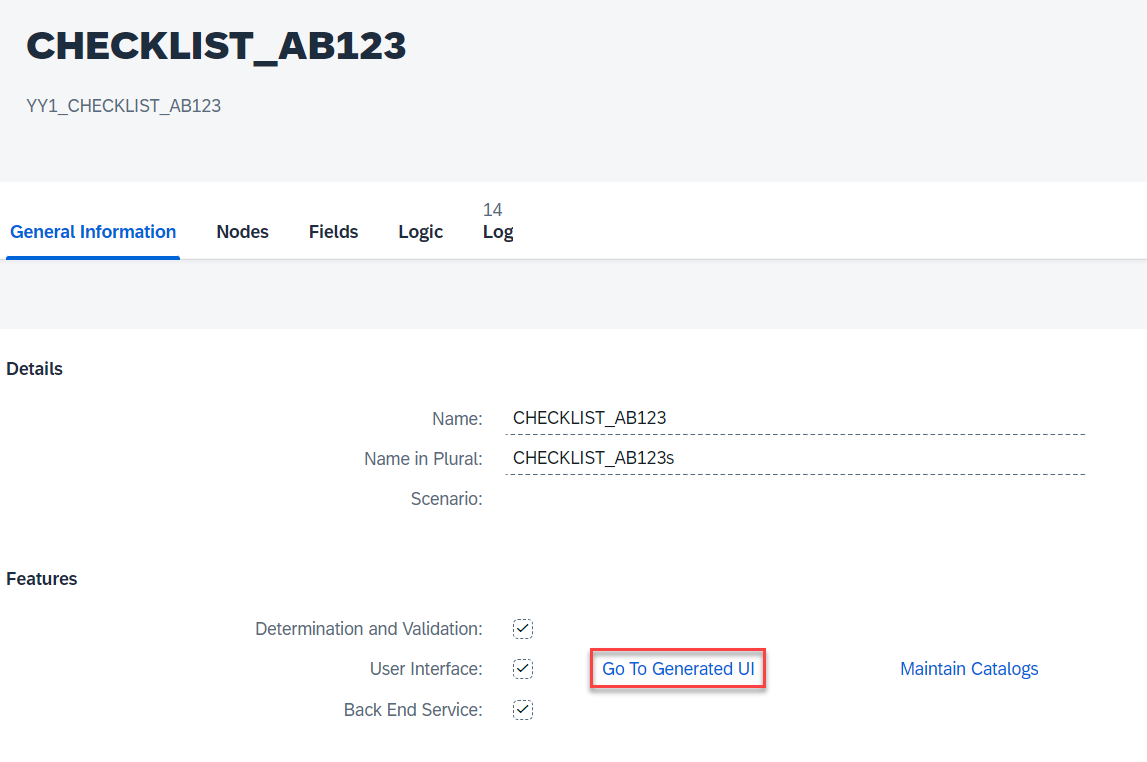 CHECKLIST_AB123
YY1_CHECKLIST_AB123
14
General Information Nodes Fields Logic Log
Details
Name: CHECKLIST_AB123
Name in Plural: CHECKLIST_AB123s
Scenario:
Features
Determination and Validation:
User Interface: Go To Generated UI Maintain Catalogs
Back End Service: